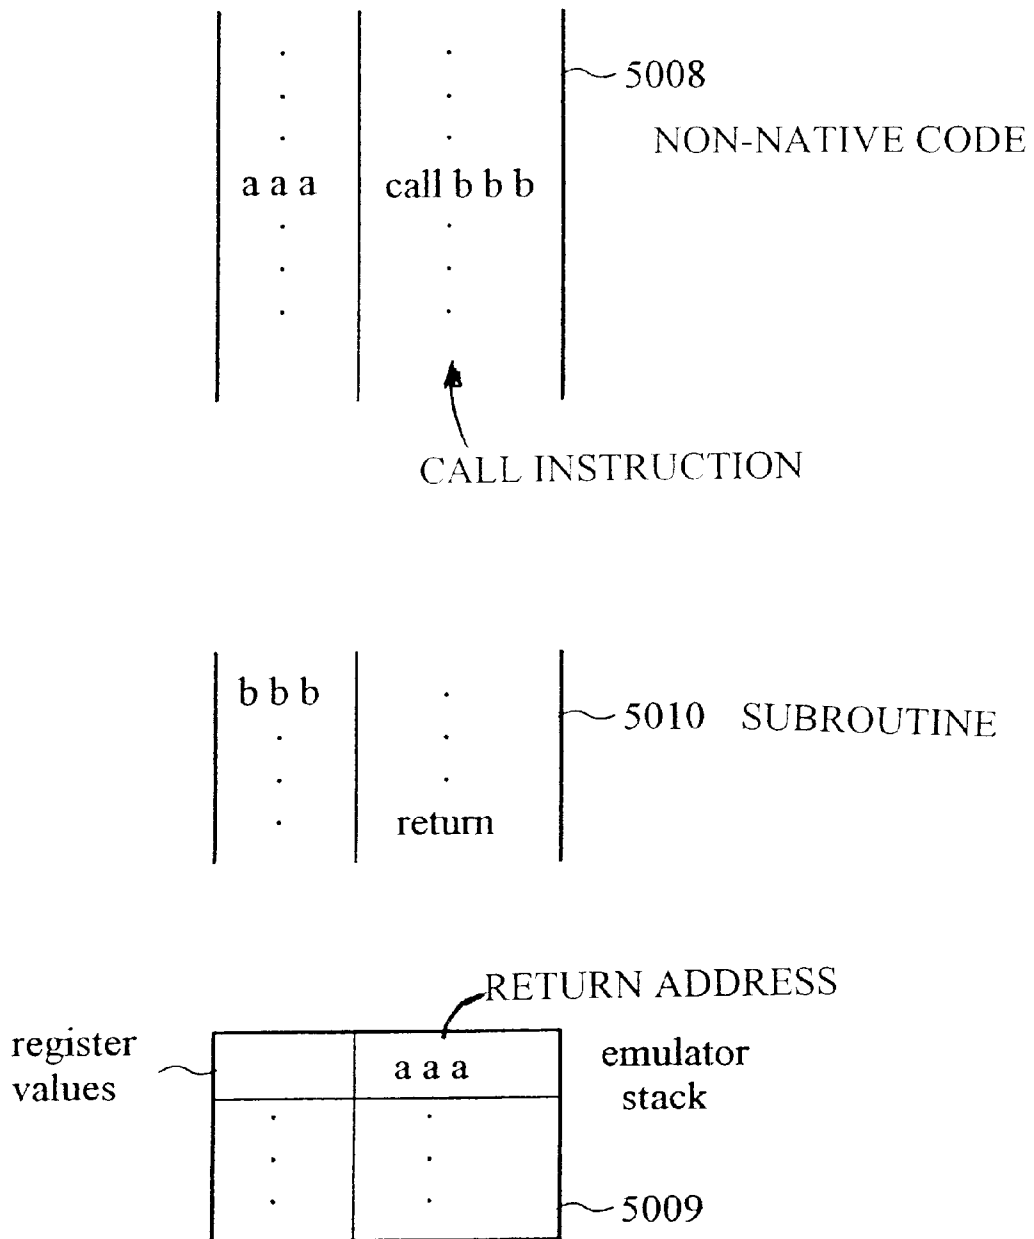 5008
NON-NATIVE CODE
a a a call b b b
CALL INSTRUCTION
b b b
5010 SUBROUTINE
return
RETURN ADDRESS
register
values
a a a
emulator
stack
5009